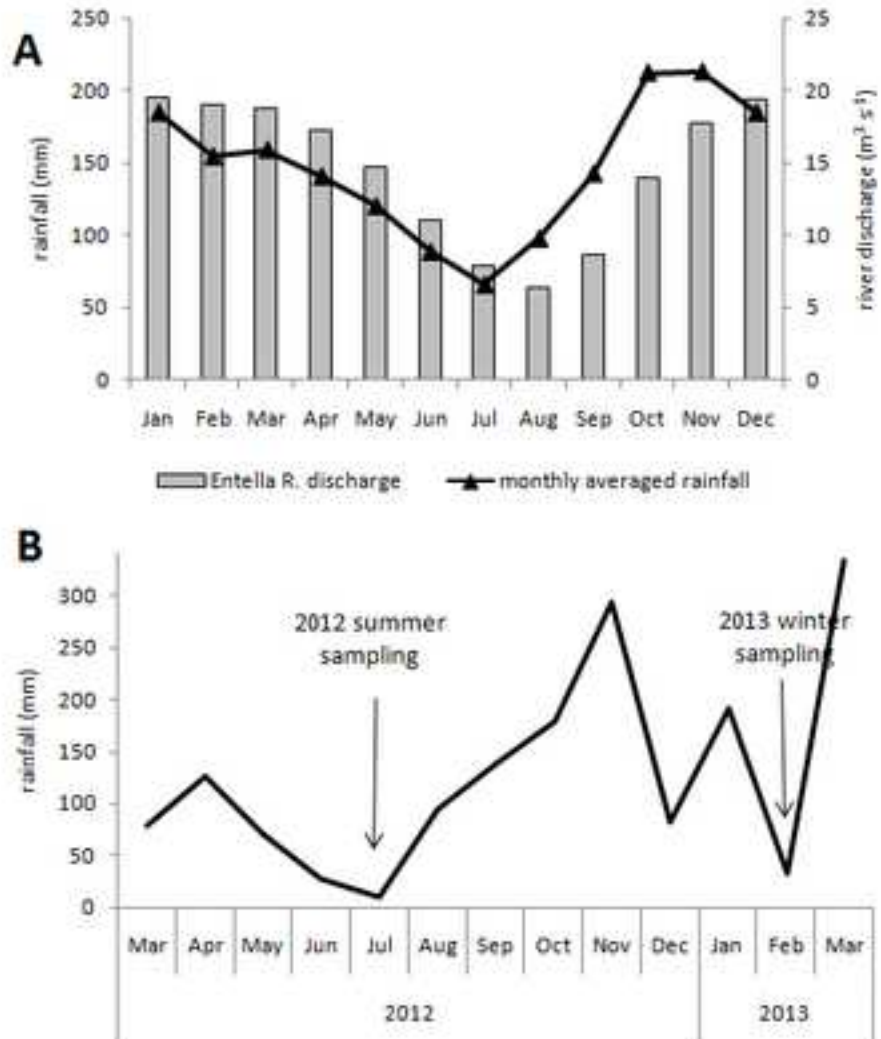 A
250
200
150
100
50
0
rainfall (mm)
25
20
15
10
5
0
river discharge (m³ s⁻¹)
Jan Feb Mar Apr May Jun Jul Aug Sep Oct Nov Dec
Entella R. discharge monthly averaged rainfall
B
300
250
200
150
100
50
0
rainfall (mm)
2012 summer
sampling
2013 winter
sampling
Mar Apr May Jun Jul Aug Sep Oct Nov Dec Jan Feb Mar
2012 2013